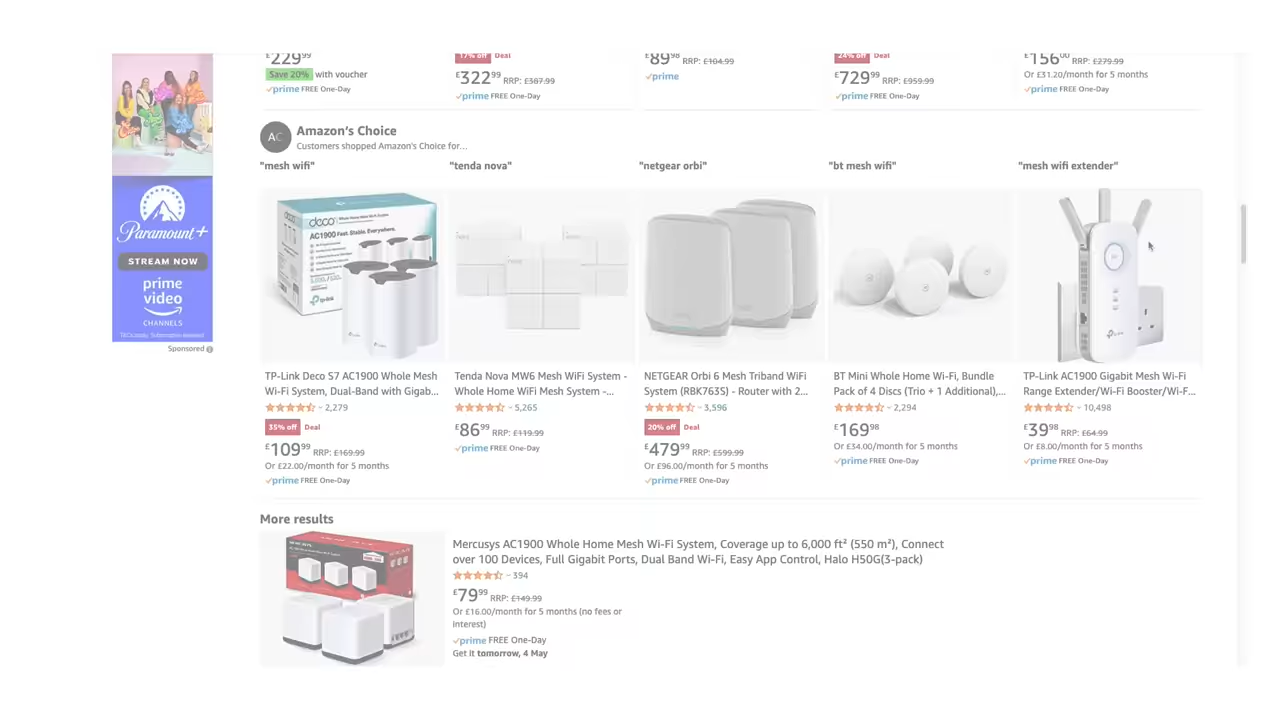 £229.99
Save 20% with voucher
prime FREE One-Day
17% off Deal
£322.99 RRP: £387.99
prime FREE One-Day
£89.98 RRP: £104.99
prime
24% off Deal
£729.99 RRP: £959.99
prime FREE One-Day
£156.00 RRP: £279.99
Or £31.20/month for 5 months
prime FREE One-Day
Paramount+
STREAM NOW
prime video
CHANNELS
Sponsored
AC
Amazon's Choice
Customers shopped Amazon's Choice for...
"mesh wifi"
"tenda nova"
"netgear orbi"
"bt mesh wifi"
"mesh wifi extender"
deco
AC1900 Fast. Stable. Everywhere.
tp-link
TP-Link Deco S7 AC1900 Whole Mesh
Wi-Fi System, Dual-Band with Gigab...
2,279
35% off Deal
£109.99 RRP: £169.99
Or £22.00/month for 5 months
prime FREE One-Day
Tenda Nova MW6 Mesh WiFi System -
Whole Home WiFi Mesh System -...
5,265
£86.99 RRP: £119.99
prime FREE One-Day
NETGEAR Orbi 6 Mesh Triband WiFi
System (RBK763S) - Router with 2...
3,596
20% off Deal
£479.99 RRP: £599.99
Or £96.00/month for 5 months
prime FREE One-Day
BT Mini Whole Home Wi-Fi, Bundle
Pack of 4 Discs (Trio + 1 Additional),...
2,294
£169.98
Or £34.00/month for 5 months
prime FREE One-Day
TP-Link AC1900 Gigabit Mesh Wi-Fi
Range Extender/Wi-Fi Booster/Wi-F...
10,498
£39.98 RRP: £64.99
Or £8.00/month for 5 months
prime FREE One-Day
More results
Mercusys AC1900 Whole Home Mesh Wi-Fi System, Coverage up to 6,000 ft² (550 m²), Connect
over 100 Devices, Full Gigabit Ports, Dual Band Wi-Fi, Easy App Control, Halo H50G(3-pack)
394
£79.99 RRP: £149.99
Or £16.00/month for 5 months (no fees or
interest)
prime FREE One-Day
Get it tomorrow, 4 May